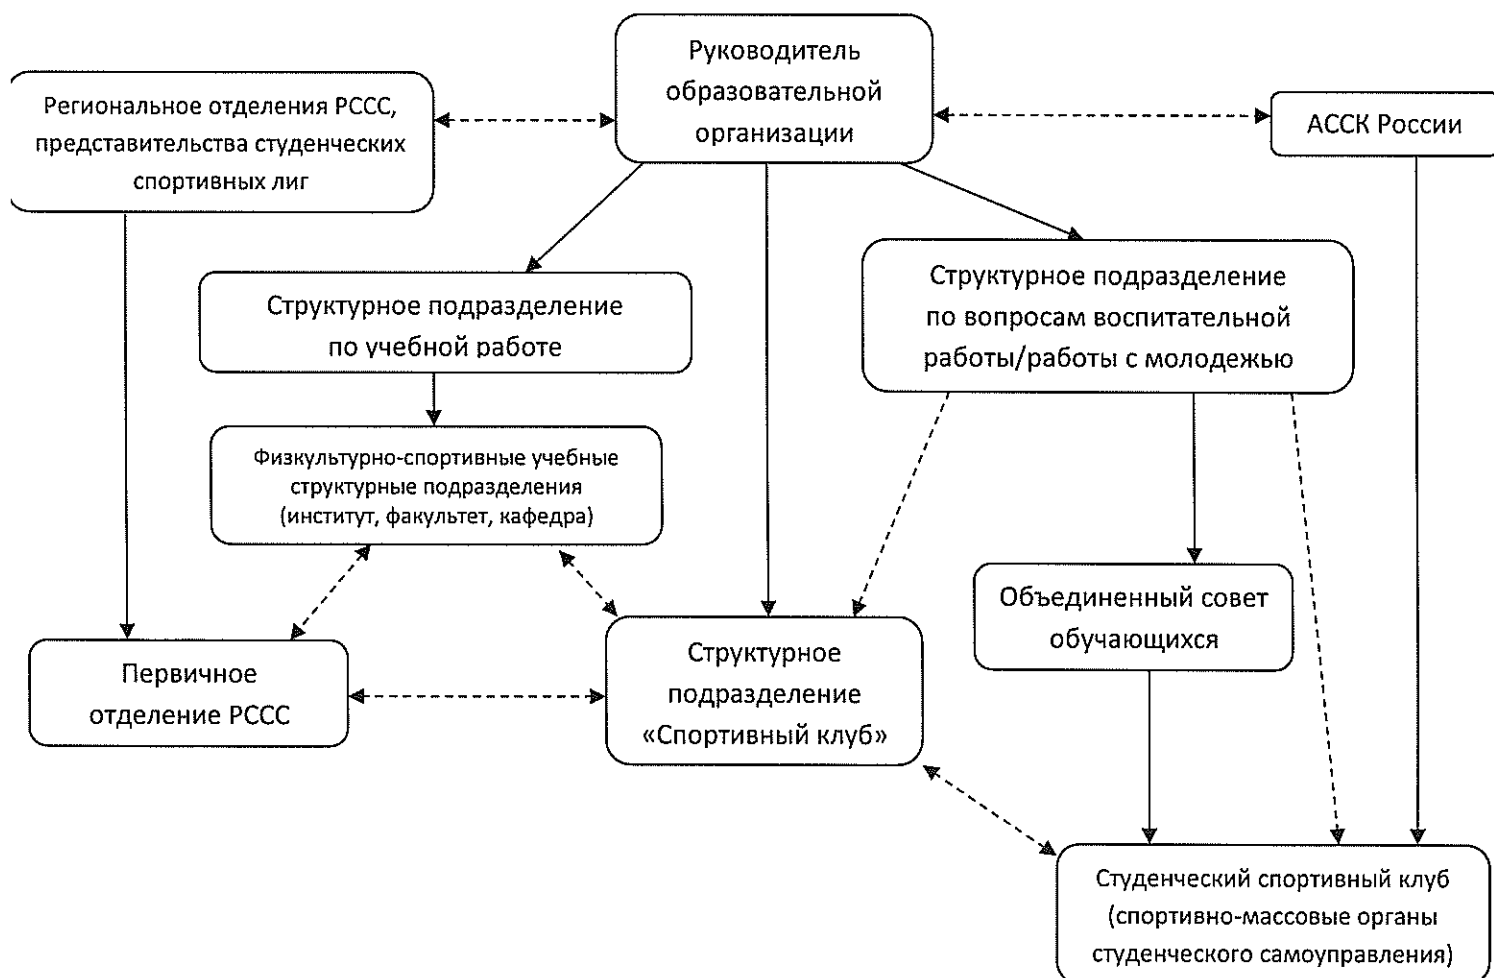 Руководитель
образовательной
организации
Региональное отделения РССС,
представительства студенческих
спортивных лиг
АССК России
Структурное подразделение
по учебной работе
Структурное подразделение
по вопросам воспитательной
работы/работы с молодежью
Физкультурно-спортивные учебные
структурные подразделения
(институт, факультет, кафедра)
Объединенный совет
обучающихся
Первичное
отделение РССС
Структурное
подразделение
«Спортивный клуб»
Студенческий спортивный клуб
(спортивно-массовые органы
студенческого самоуправления)